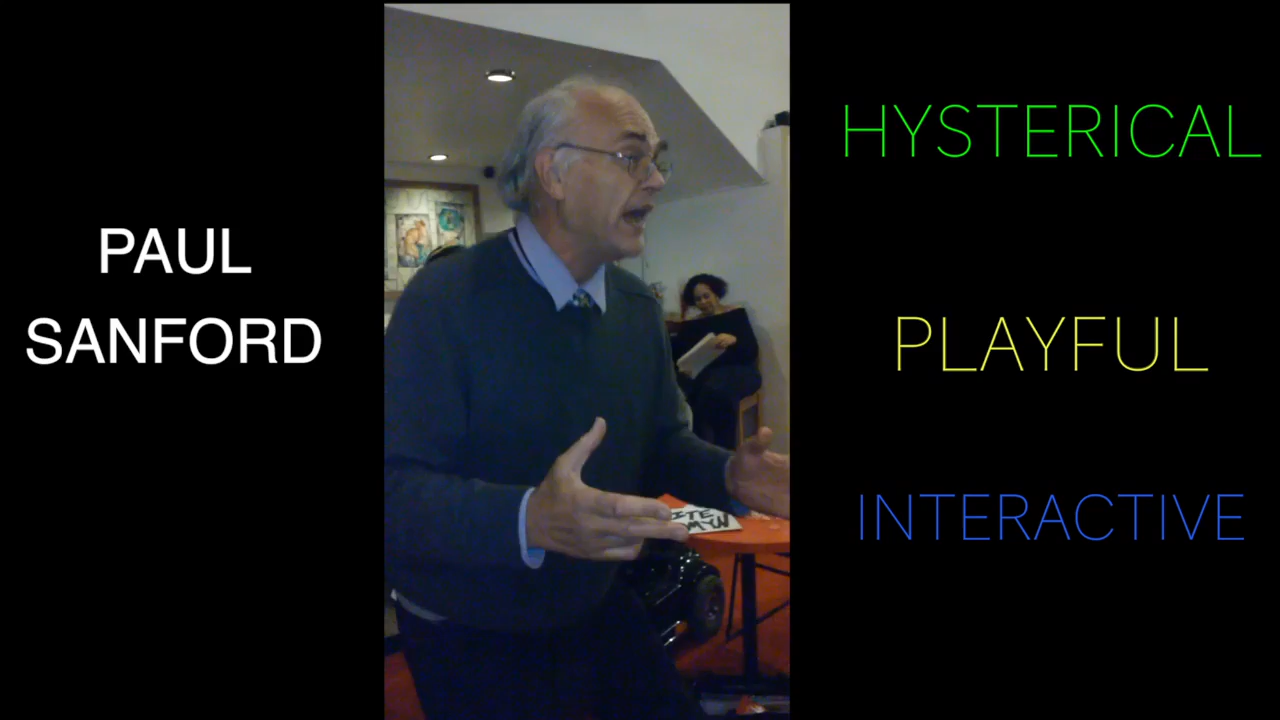 PAUL
SANFORD
HYSTERICAL
PLAYFUL
INTERACTIVE